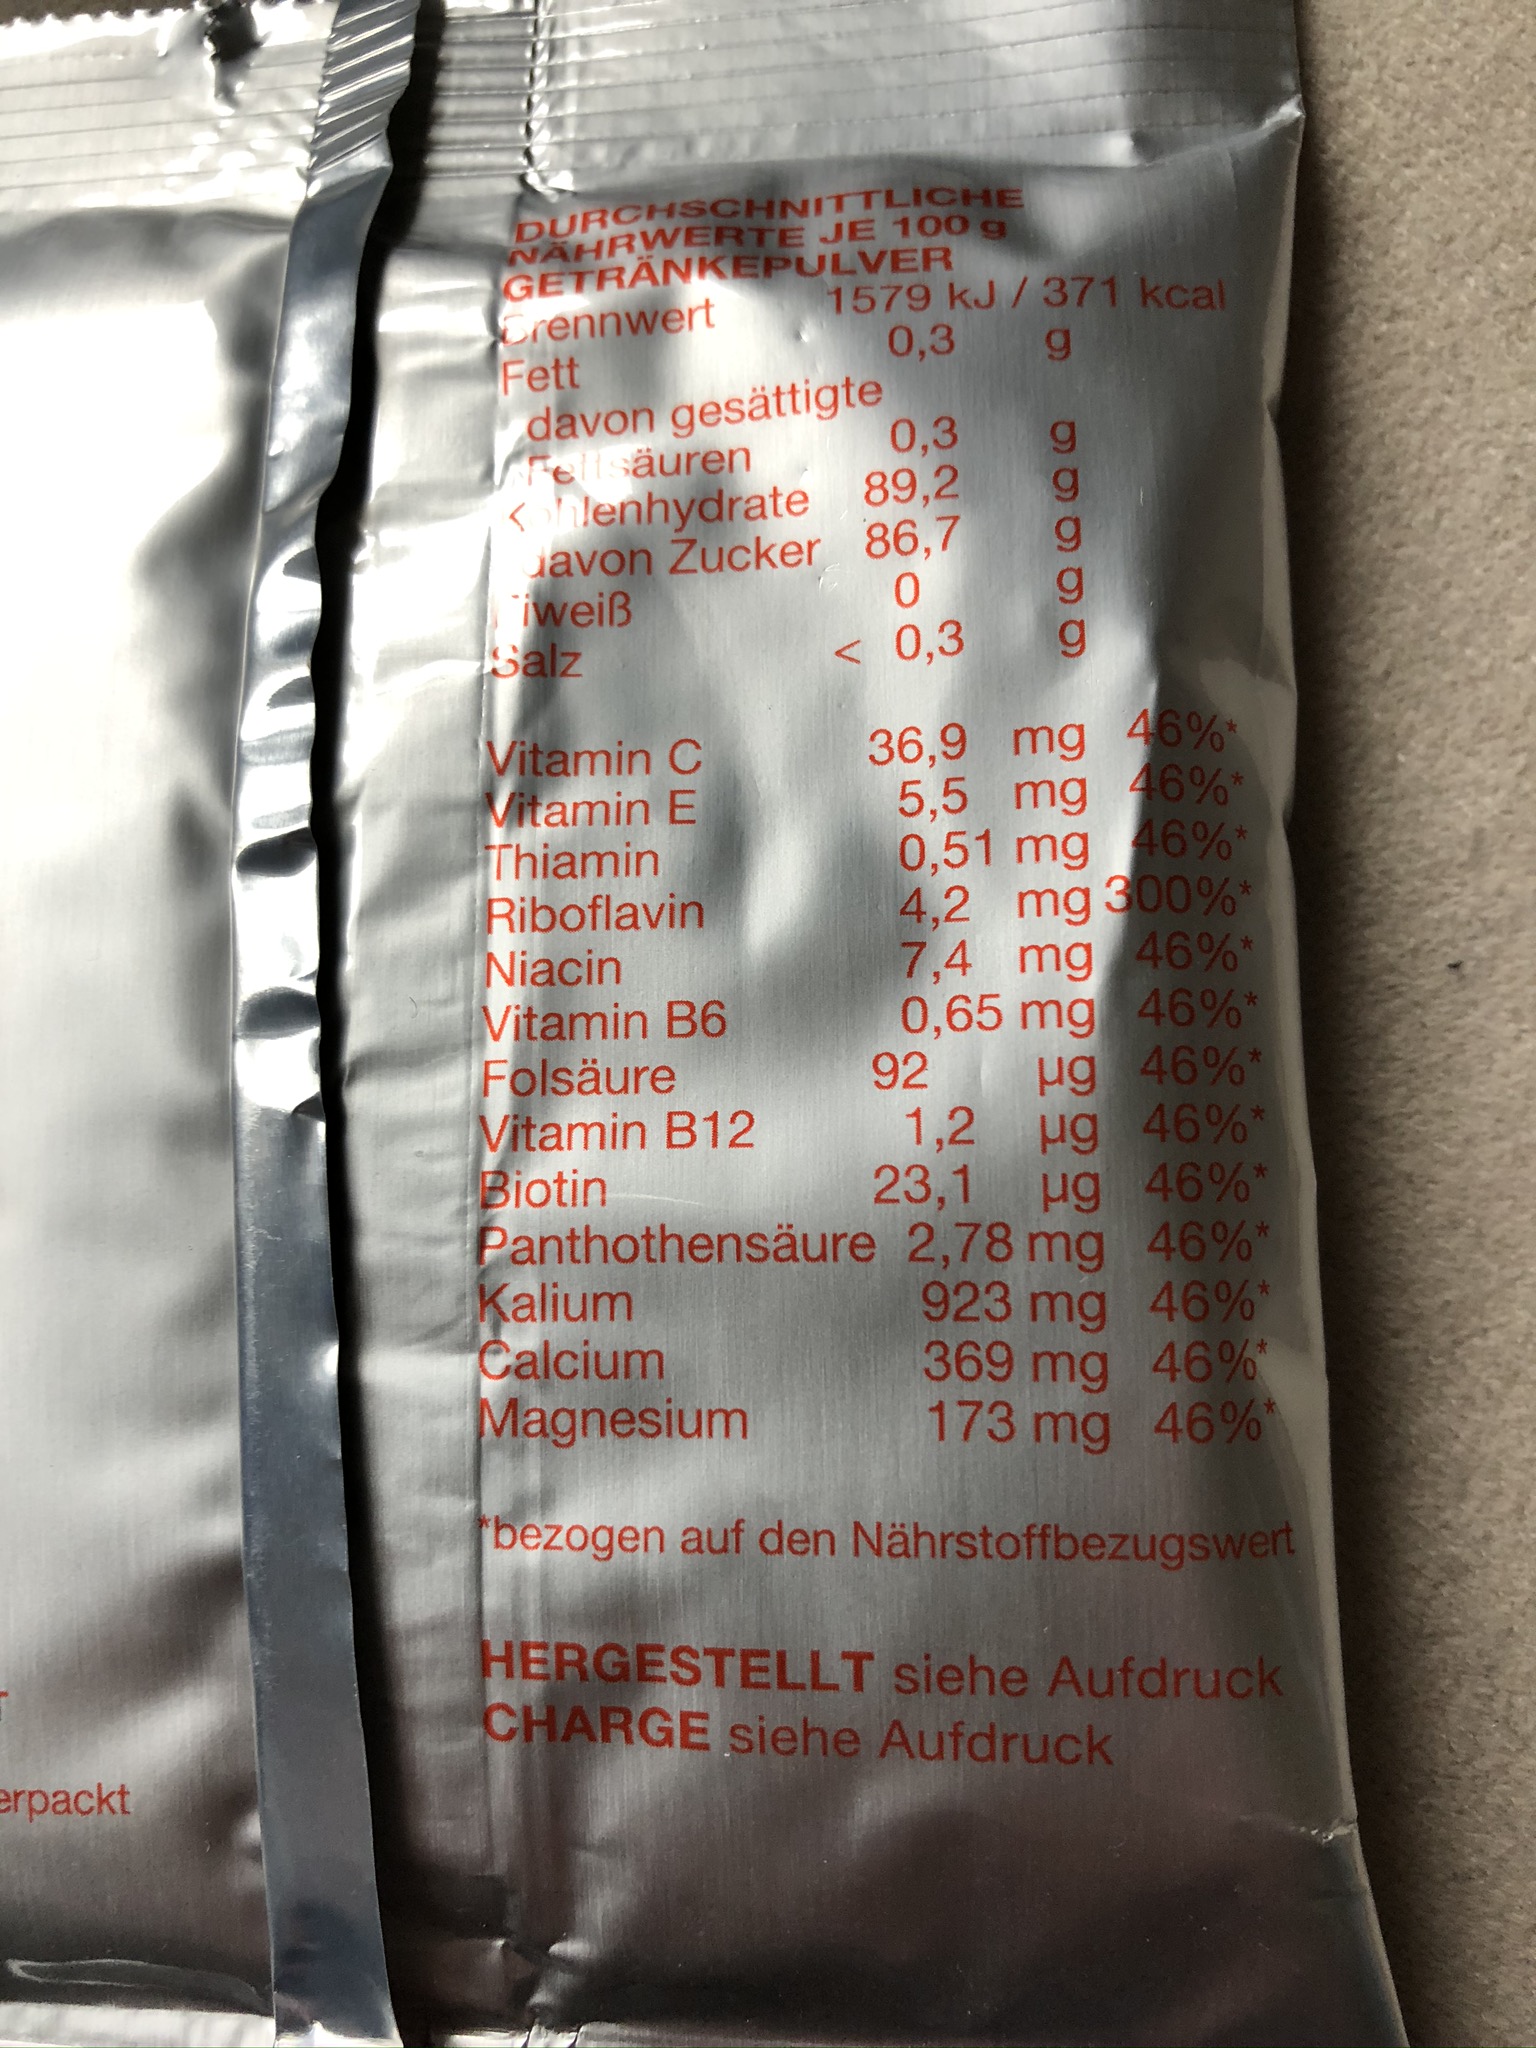 DURCHSCHNITTLICHE
NÄHRWERTE JE 100 g
GETRÄNKEPULVER
Brennwert 1579 kJ / 371 kcal
Fett 0,3 g
davon gesättigte
Fettsäuren 0,3 g
Kohlenhydrate 89,2 g
davon Zucker 86,7 g
Eiweiß 0 g
Salz < 0,3 g
Vitamin C 36,9 mg 46%*
Vitamin E 5,5 mg 46%*
Thiamin 0,51 mg 46%*
Riboflavin 4,2 mg 300%*
Niacin 7,4 mg 46%*
Vitamin B6 0,65 mg 46%*
Folsäure 92 µg 46%*
Vitamin B12 1,2 µg 46%*
Biotin 23,1 µg 46%*
Panthothensäure 2,78 mg 46%*
Kalium 923 mg 46%*
Calcium 369 mg 46%*
Magnesium 173 mg 46%*
*bezogen auf den Nährstoffbezugswert
HERGESTELLT siehe Aufdruck
CHARGE siehe Aufdruck
erpackt